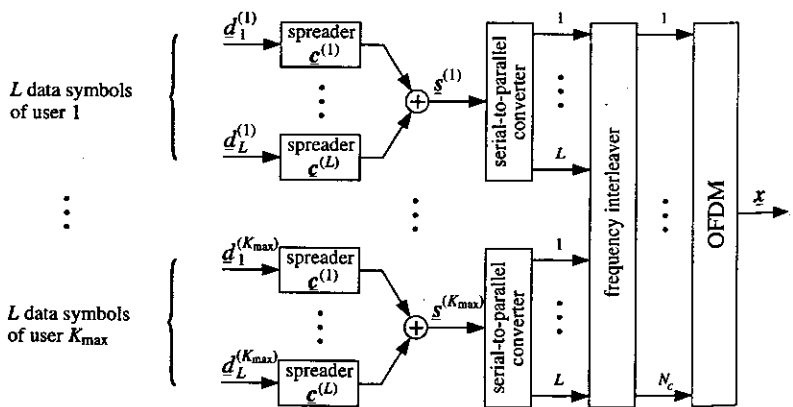 L data symbols
of user 1
d_1^(1)
spreader
c^(1)
d_L^(1)
spreader
c^(L)
+
s^(1)
serial-to-parallel
converter
1
L
L data symbols
of user K_max
d_1^(K_max)
spreader
c^(1)
d_L^(K_max)
spreader
c^(L)
+
s^(K_max)
serial-to-parallel
converter
1
L
frequency interleaver
1
N_c
OFDM
x